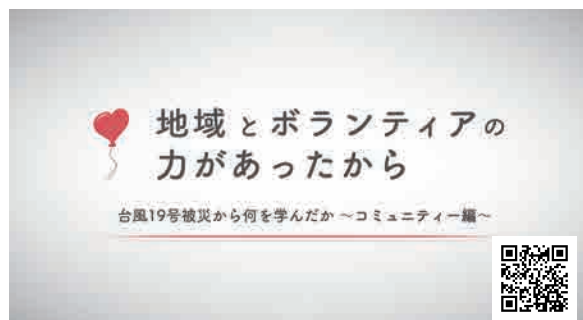 地域とボランティアの
力があったから
台風19号被災から何を学んだか ～コミュニティー編～